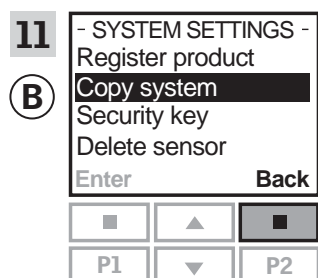 11
B
- SYSTEM SETTINGS -
Register product
Copy system
Security key
Delete sensor
Enter Back
P1 P2